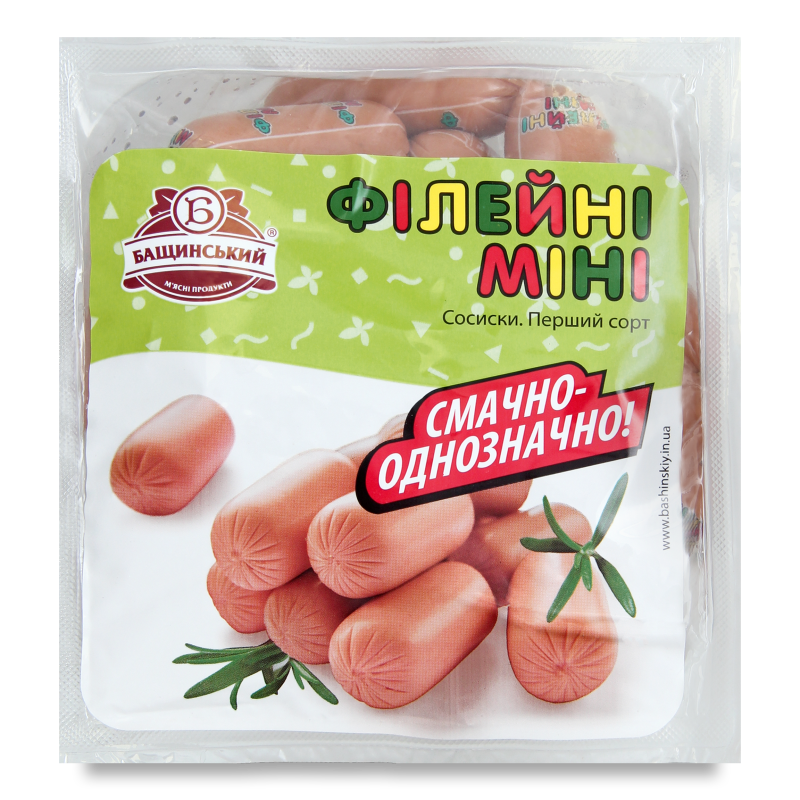 Б
БАЩИНСЬКИЙ®
М'ЯСНІ ПРОДУКТИ
ФІЛЕЙНІ
МІНІ
Сосиски. Перший сорт
СМАЧНО-
ОДНОЗНАЧНО!
www.bashinskiy.in.ua